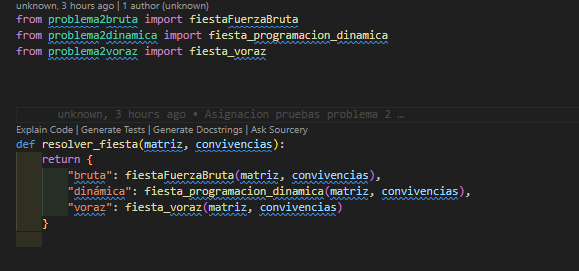 unknown, 3 hours ago | 1 author (unknown)
from problema2bruta import fiestaFuerzaBruta
from problema2dinamica import fiesta_programacion_dinamica
from problema2voraz import fiesta_voraz
unknown, 3 hours ago • Asignacion pruebas problema 2 …
Explain Code | Generate Tests | Generate Docstrings | Ask Sourcery
def resolver_fiesta(matriz, convivencias):
    return {
        "bruta": fiestaFuerzaBruta(matriz, convivencias),
        "dinámica": fiesta_programacion_dinamica(matriz, convivencias),
        "voraz": fiesta_voraz(matriz, convivencias)
    }